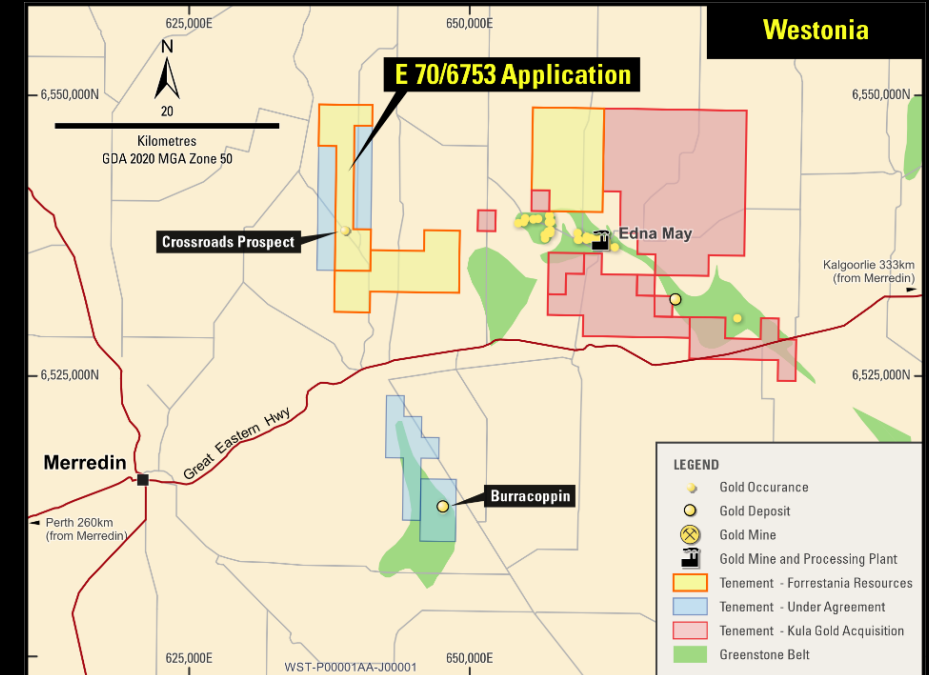 Westonia
625,000E
650,000E
N
E 70/6753 Application
6,550,000N
6,550,000N
20
Kilometres
GDA 2020 MGA Zone 50
Crossroads Prospect
Edna May
Kalgoorlie 333km
(from Merredin)
6,525,000N
6,525,000N
Great Eastern Hwy
Merredin
Burracoppin
Perth 260km
(from Merredin)
LEGEND
Gold Occurance
Gold Deposit
Gold Mine
Gold Mine and Processing Plant
Tenement - Forrestania Resources
Tenement - Under Agreement
Tenement - Kula Gold Acquisition
Greenstone Belt
625,000E
WST-P00001AA-J00001
650,000E